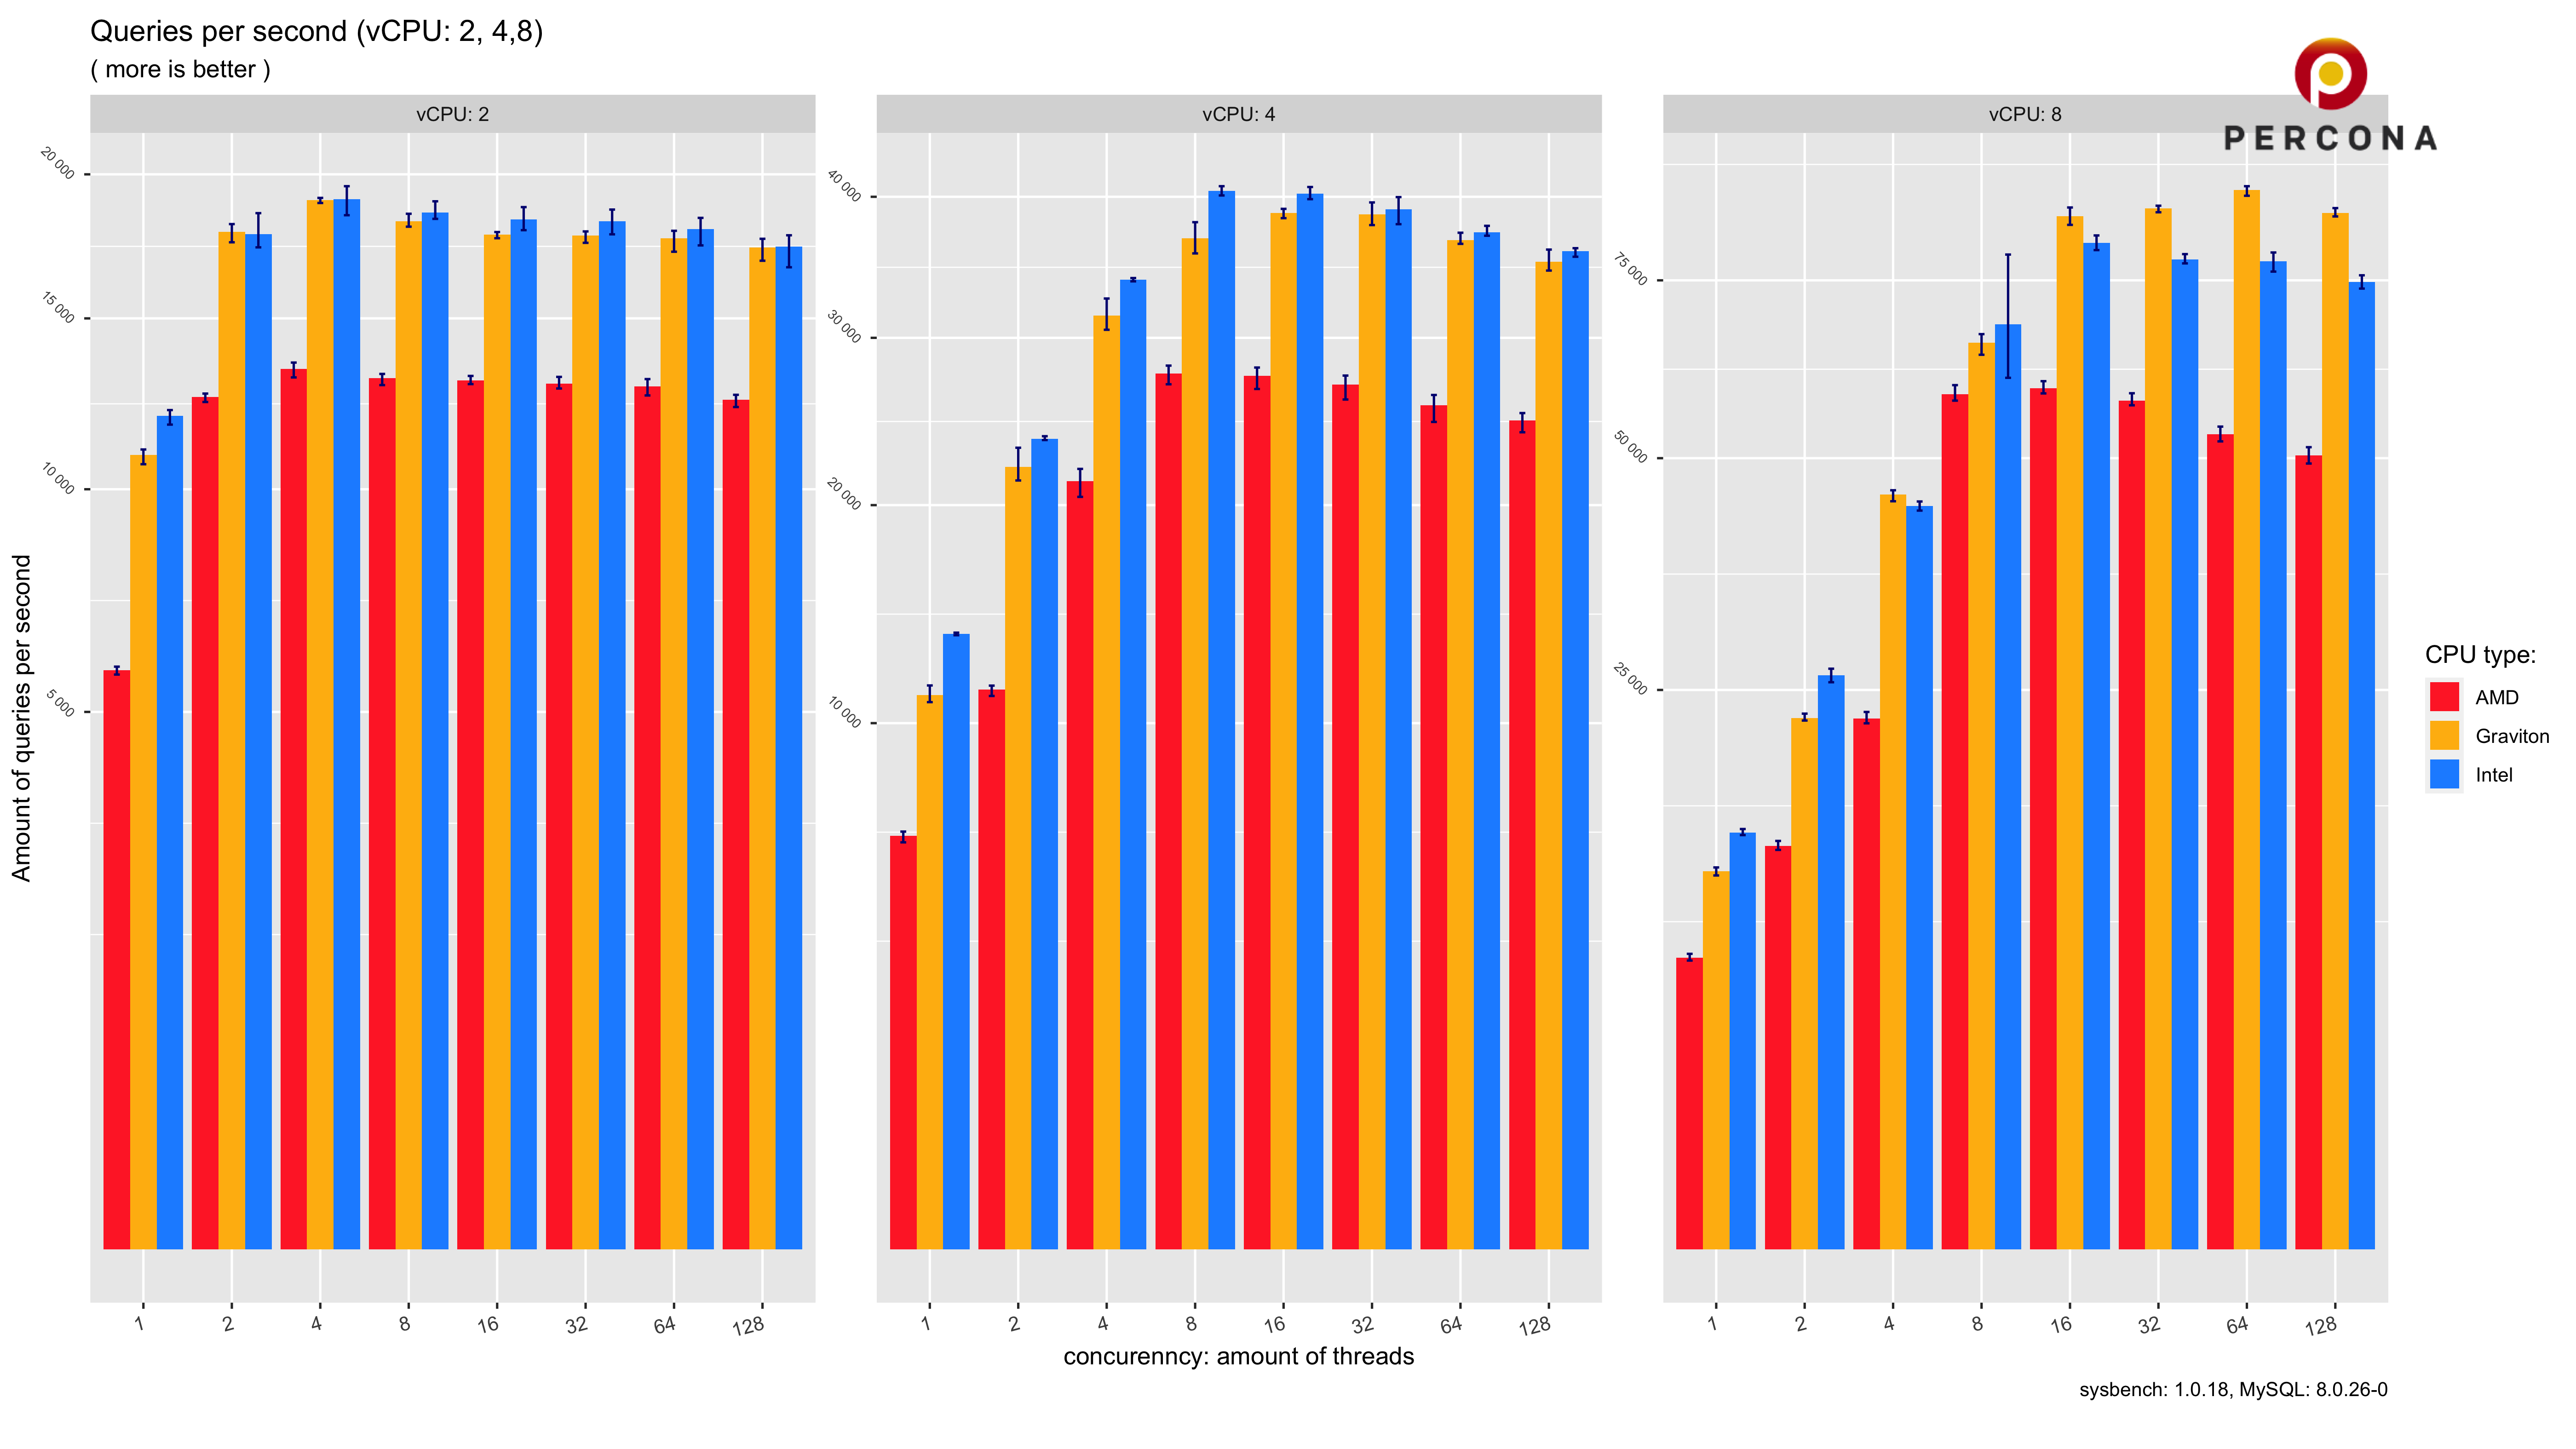 Queries per second (vCPU: 2, 4,8)
( more is better )
PERCONA
vCPU: 2
vCPU: 4
vCPU: 8
Amount of queries per second
20 000
15 000
10 000
5 000
40 000
30 000
20 000
10 000
75 000
50 000
25 000
1 2 4 8 16 32 64 128
1 2 4 8 16 32 64 128
1 2 4 8 16 32 64 128
concurenncy: amount of threads
CPU type:
AMD
Graviton
Intel
sysbench: 1.0.18, MySQL: 8.0.26-0